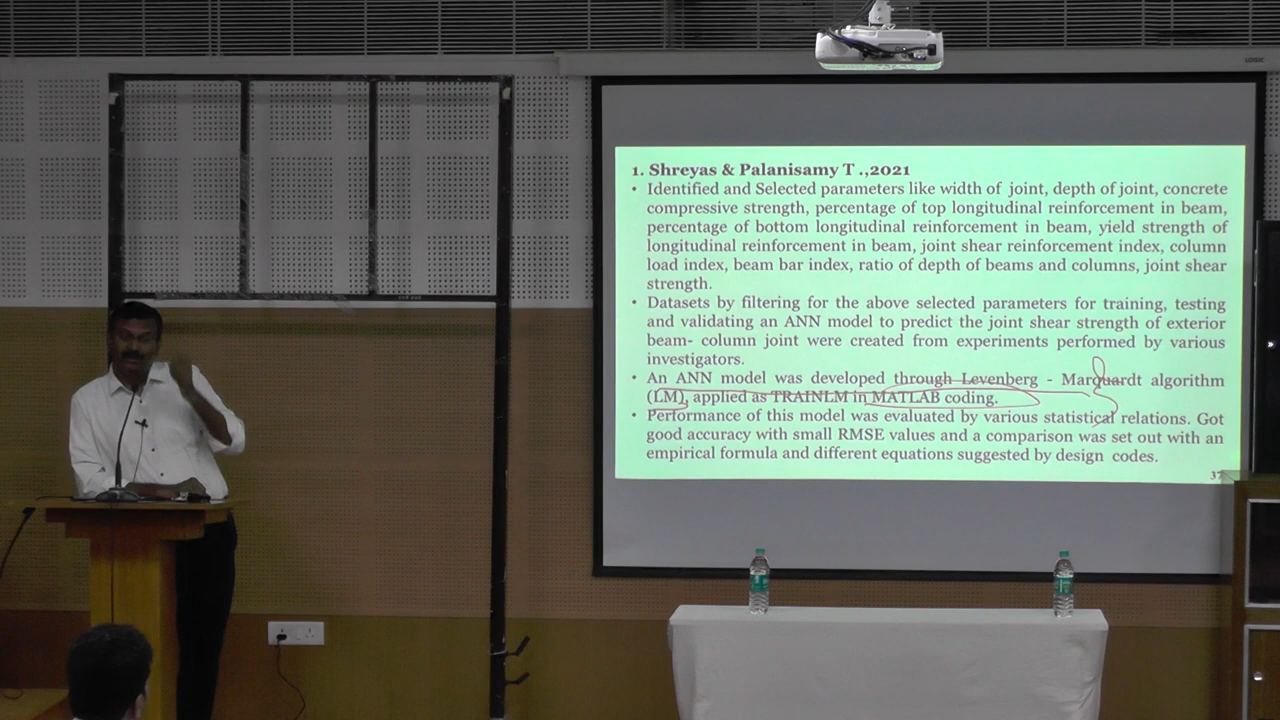 LOGIC
1. Shreyas & Palanisamy T .,2021
• Identified and Selected parameters like width of joint, depth of joint, concrete
compressive strength, percentage of top longitudinal reinforcement in beam,
percentage of bottom longitudinal reinforcement in beam, yield strength of
longitudinal reinforcement in beam, joint shear reinforcement index, column
load index, beam bar index, ratio of depth of beams and columns, joint shear
strength.
• Datasets by filtering for the above selected parameters for training, testing
and validating an ANN model to predict the joint shear strength of exterior
beam- column joint were created from experiments performed by various
investigators.
• An ANN model was developed through Levenberg - Marquardt algorithm
(LM), applied as TRAINLM in MATLAB coding.
• Performance of this model was evaluated by various statistical relations. Got
good accuracy with small RMSE values and a comparison was set out with an
empirical formula and different equations suggested by design codes.
37